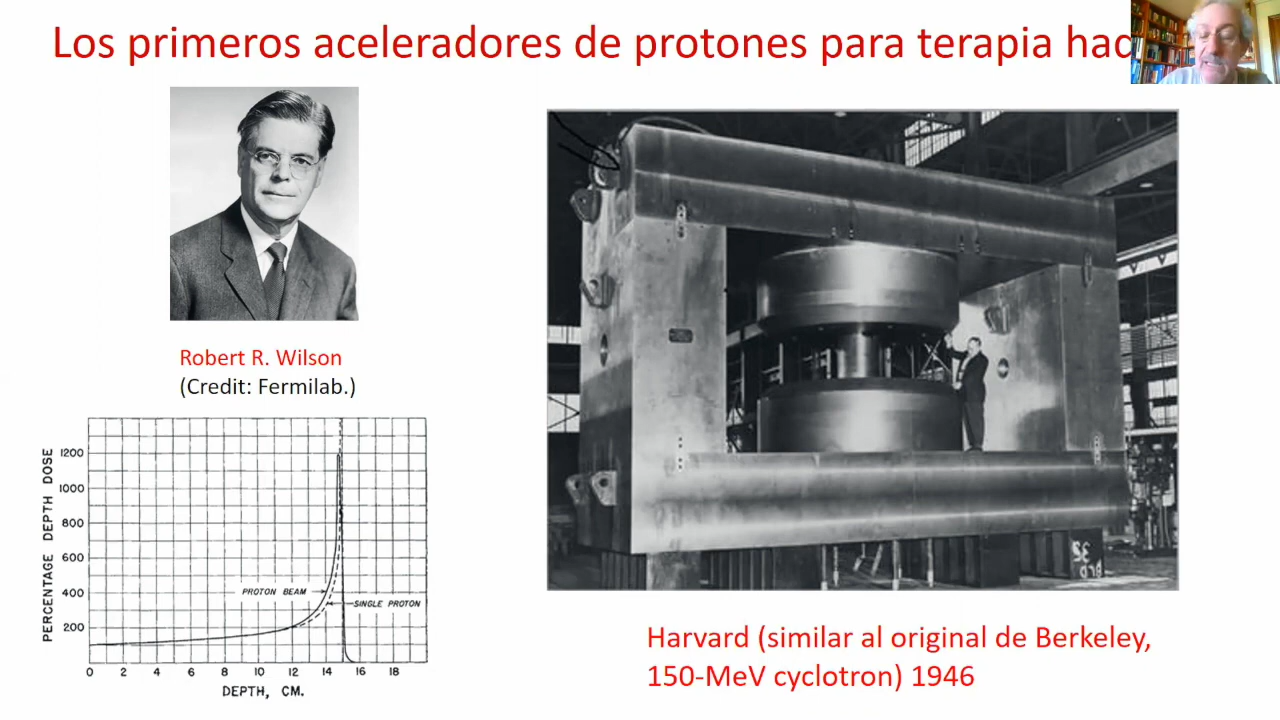 Los primeros aceleradores de protones para terapia
Robert R. Wilson
(Credit: Fermilab.)
PERCENTAGE DEPTH DOSE
1200
1000
800
600
400
200
PROTON BEAM
SINGLE PROTON
0 2 4 6 8 10 12 14 16 18
DEPTH, CM.
Harvard (similar al original de Berkeley,
150-MeV cyclotron) 1946